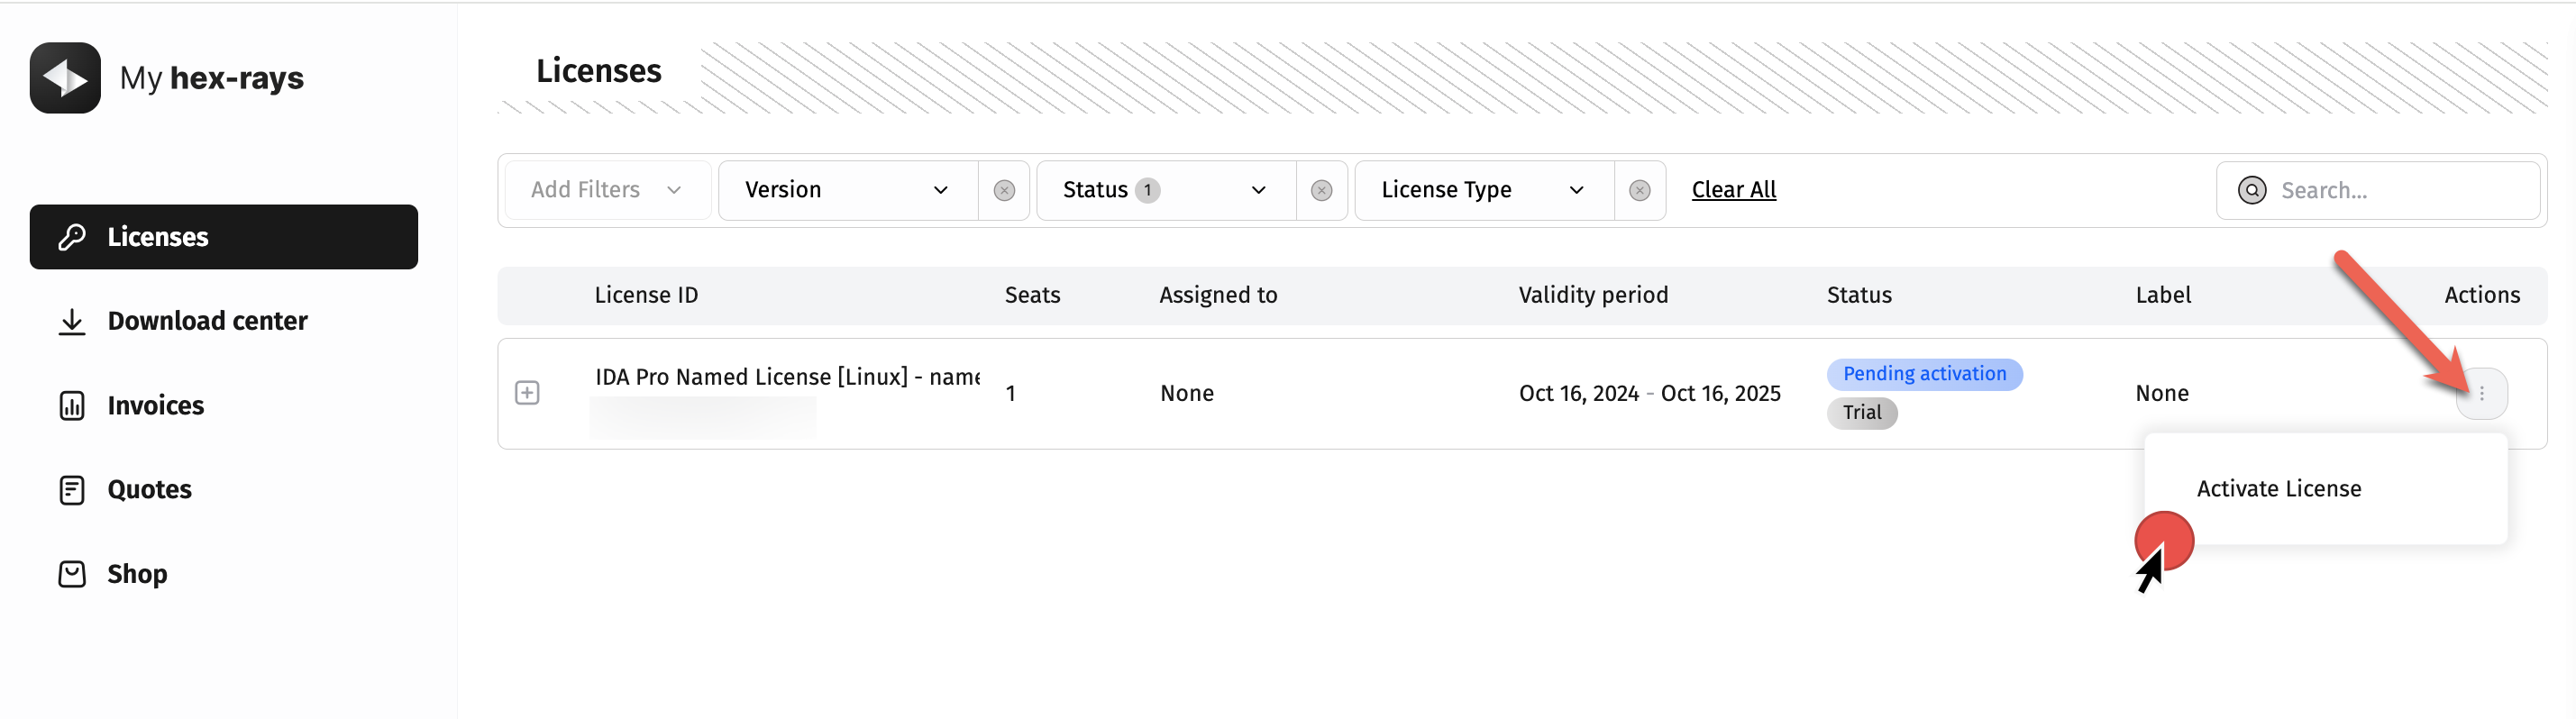 My hex-rays
Licenses
Download center
Invoices
Quotes
Shop
Licenses
Add Filters
Version
Status 1
License Type
Clear All
Search...
License ID
Seats
Assigned to
Validity period
Status
Label
Actions
IDA Pro Named License [Linux] - name
1
None
Oct 16, 2024 - Oct 16, 2025
Pending activation
Trial
None
Activate License